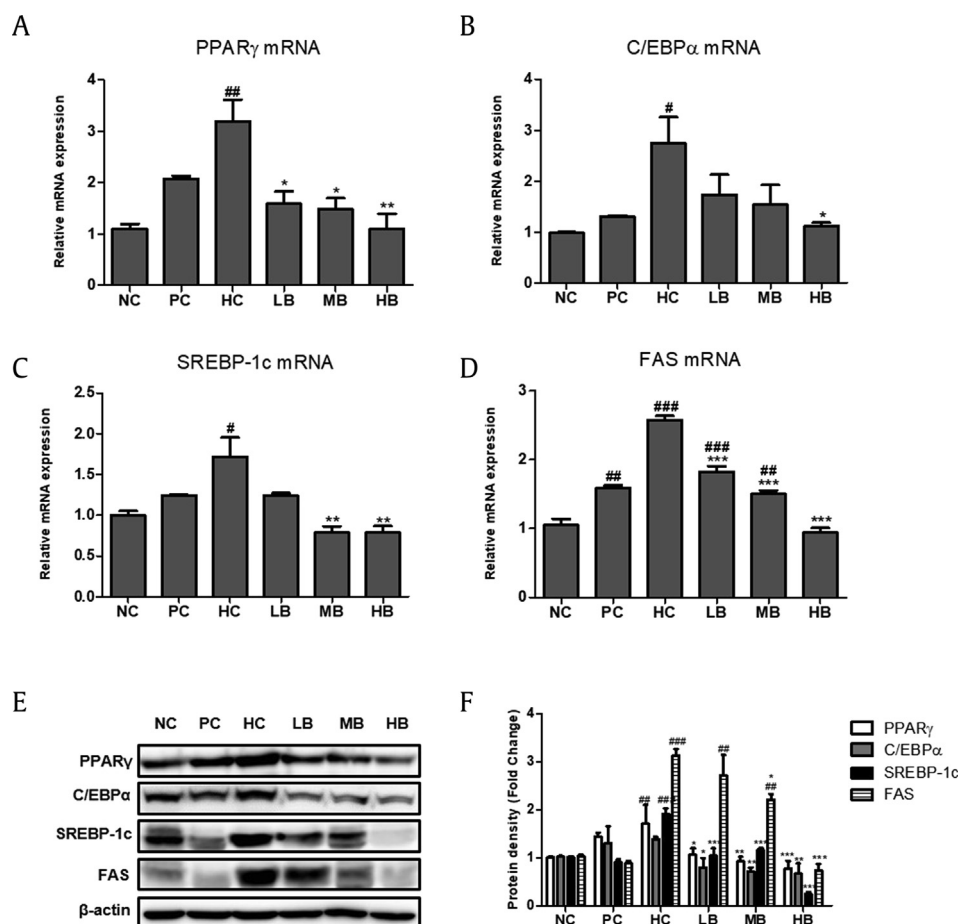 A
PPARγ mRNA
Relative mRNA expression
4
3
2
1
0
##
*
*
**
NC PC HC LB MB HB
B
C/EBPα mRNA
Relative mRNA expression
4
3
2
1
0
#
*
NC PC HC LB MB HB
C
SREBP-1c mRNA
Relative mRNA expression
2.5
2.0
1.5
1.0
0.5
0.0
#
**
**
NC PC HC LB MB HB
D
FAS mRNA
Relative mRNA expression
3
2
1
0
##
###
###
***
##
***
***
NC PC HC LB MB HB
E
NC PC HC LB MB HB
PPARγ
C/EBPα
SREBP-1c
FAS
β-actin
F
Protein density (Fold Change)
4
3
2
1
0
##
###
*
*
***
##
**
**
***
*
##
***
**
***
***
NC PC HC LB MB HB
PPARγ
C/EBPα
SREBP-1c
FAS